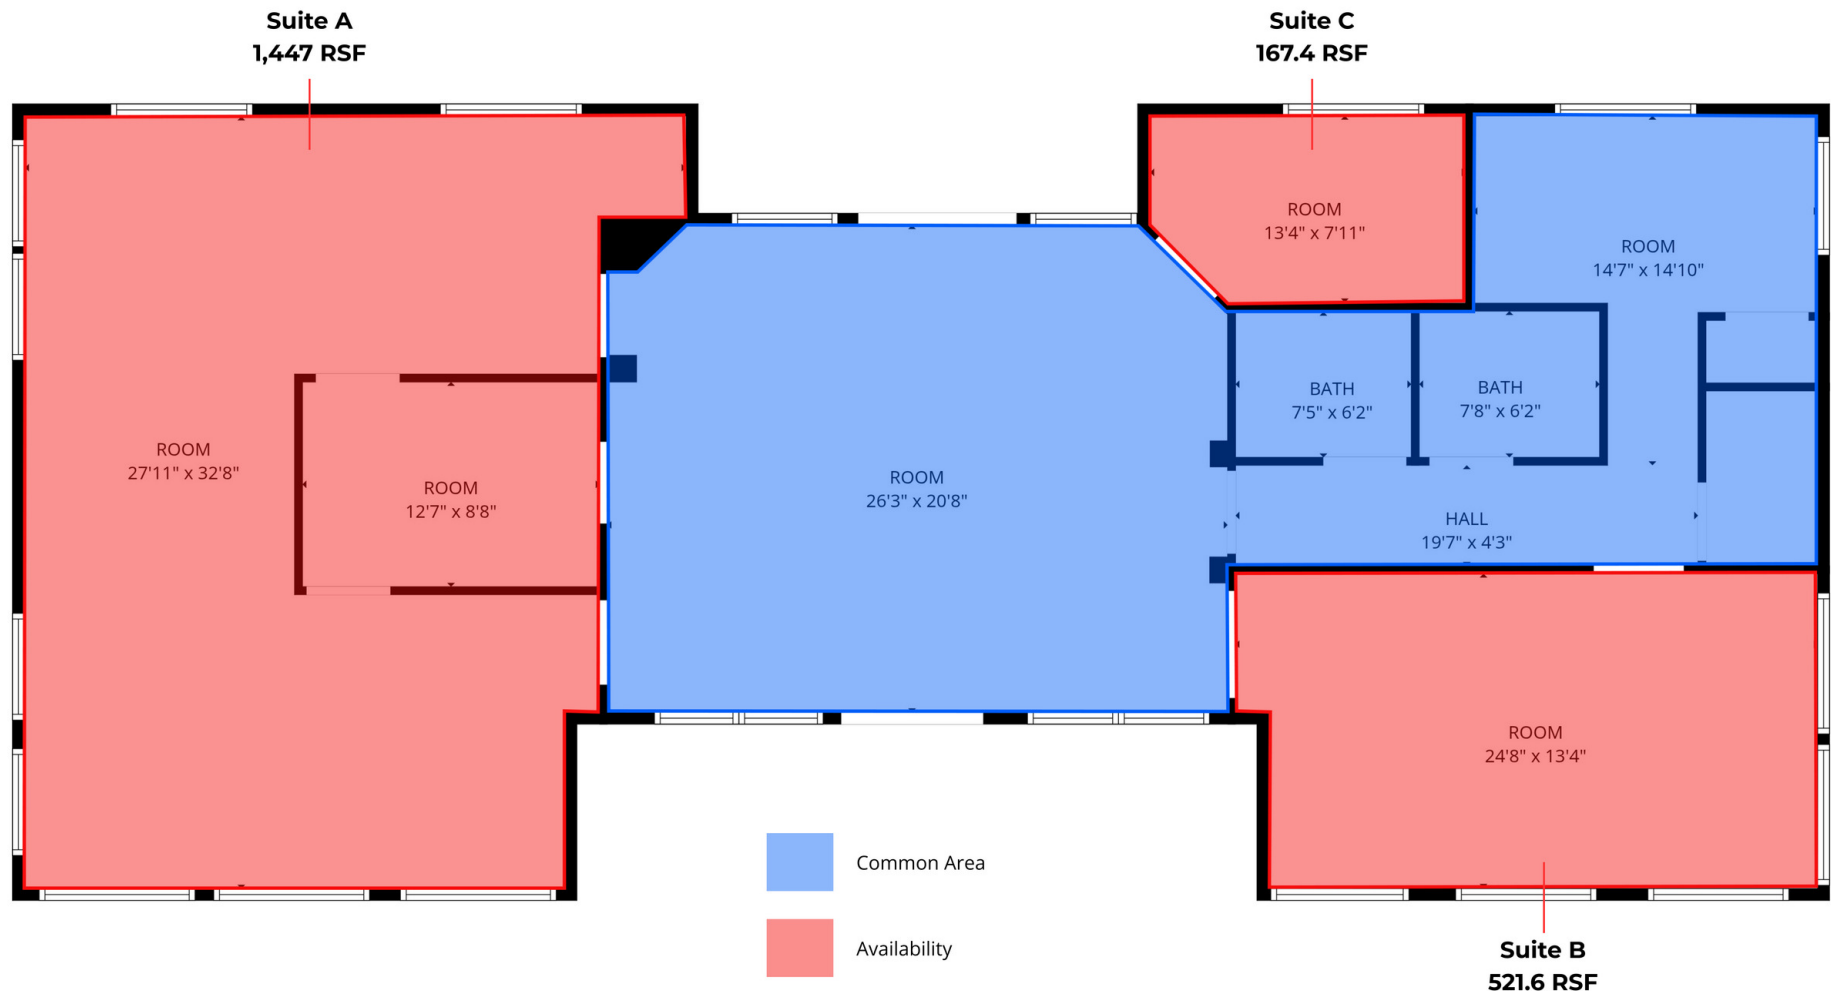 Suite A
1,447 RSF
Suite C
167.4 RSF
ROOM
13'4" x 7'11"
ROOM
14'7" x 14'10"
BATH
7'5" x 6'2"
BATH
7'8" x 6'2"
ROOM
27'11" x 32'8"
ROOM
12'7" x 8'8"
ROOM
26'3" x 20'8"
HALL
19'7" x 4'3"
ROOM
24'8" x 13'4"
Common Area
Availability
Suite B
521.6 RSF